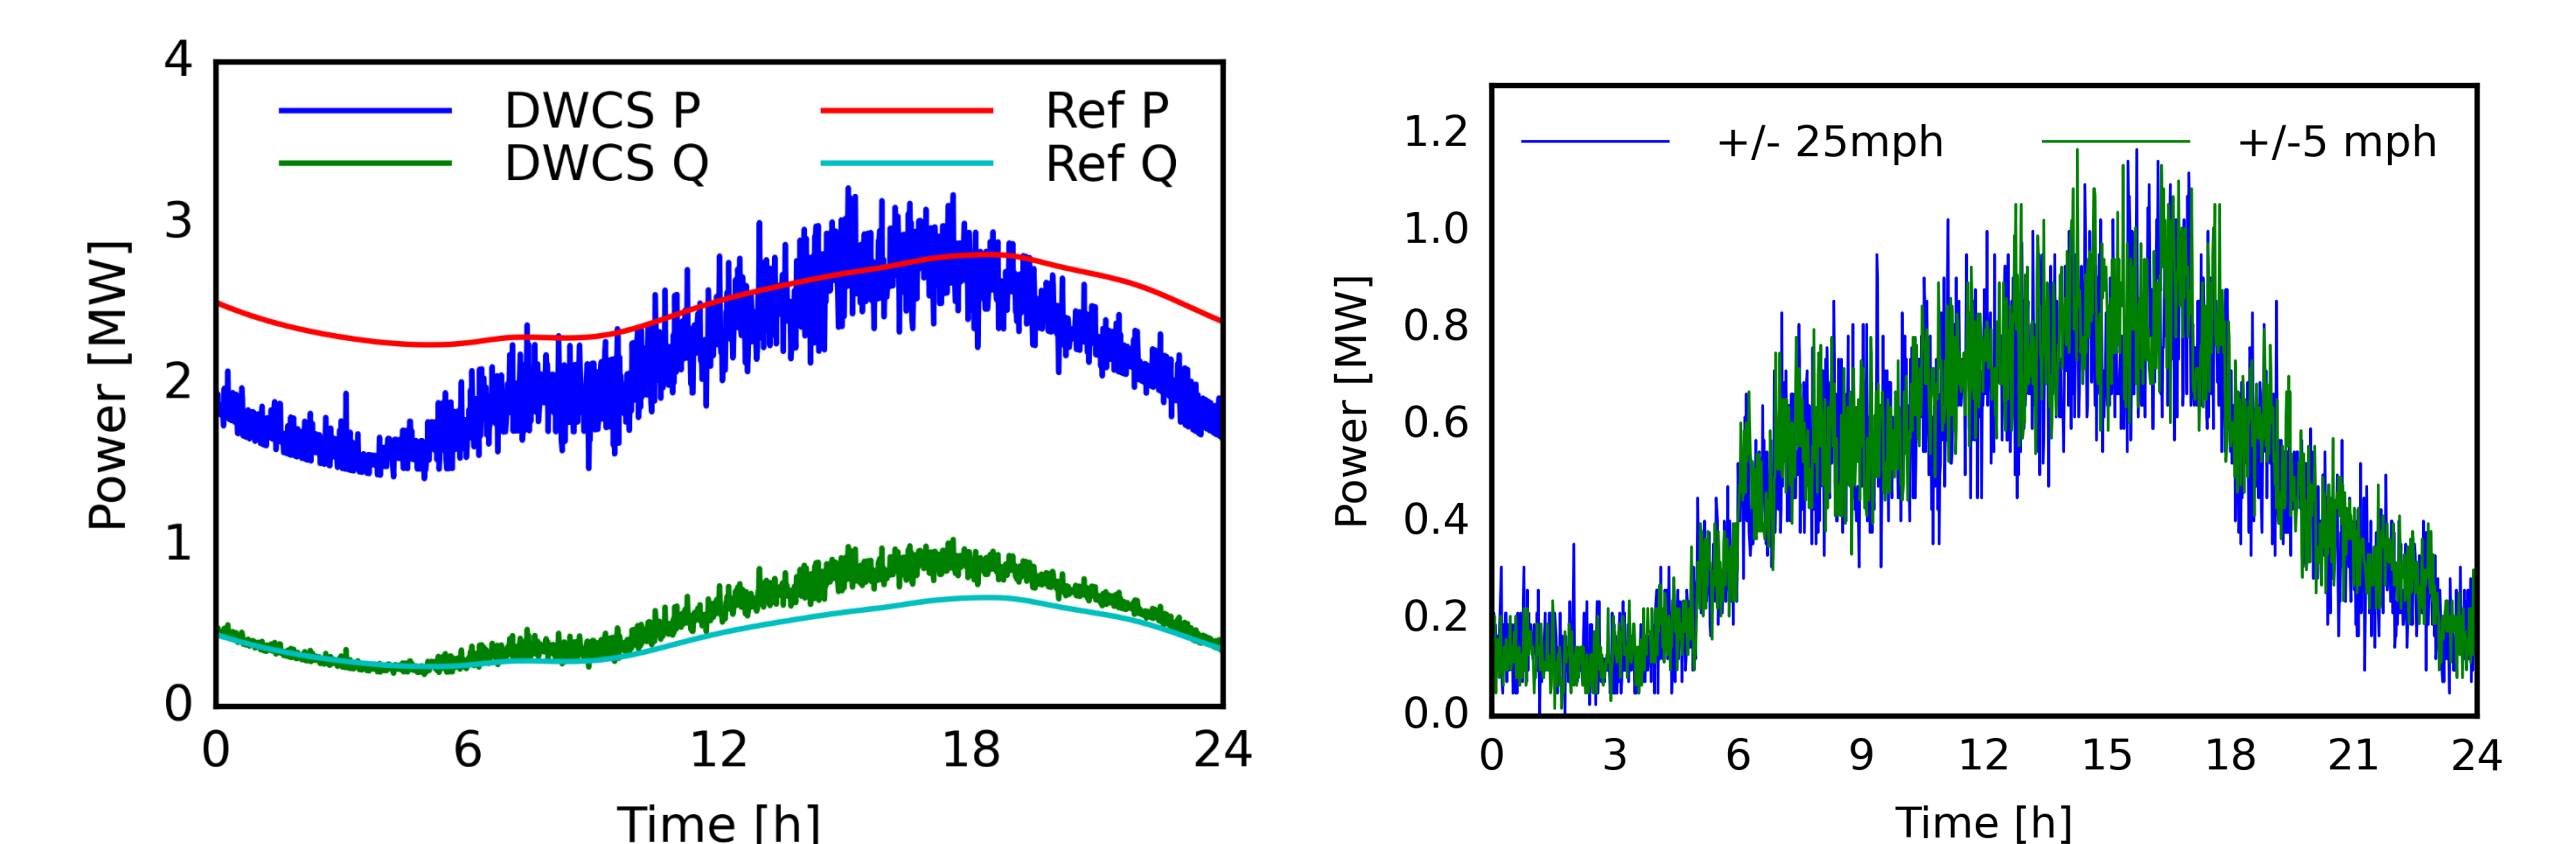 4
3
2
1
0
Power [MW]
DWCS P
Ref P
DWCS Q
Ref Q
0 6 12 18 24
Time [h]
1.2
1.0
0.8
0.6
0.4
0.2
0.0
Power [MW]
+/- 25mph
+/-5 mph
0 3 6 9 12 15 18 21 24
Time [h]